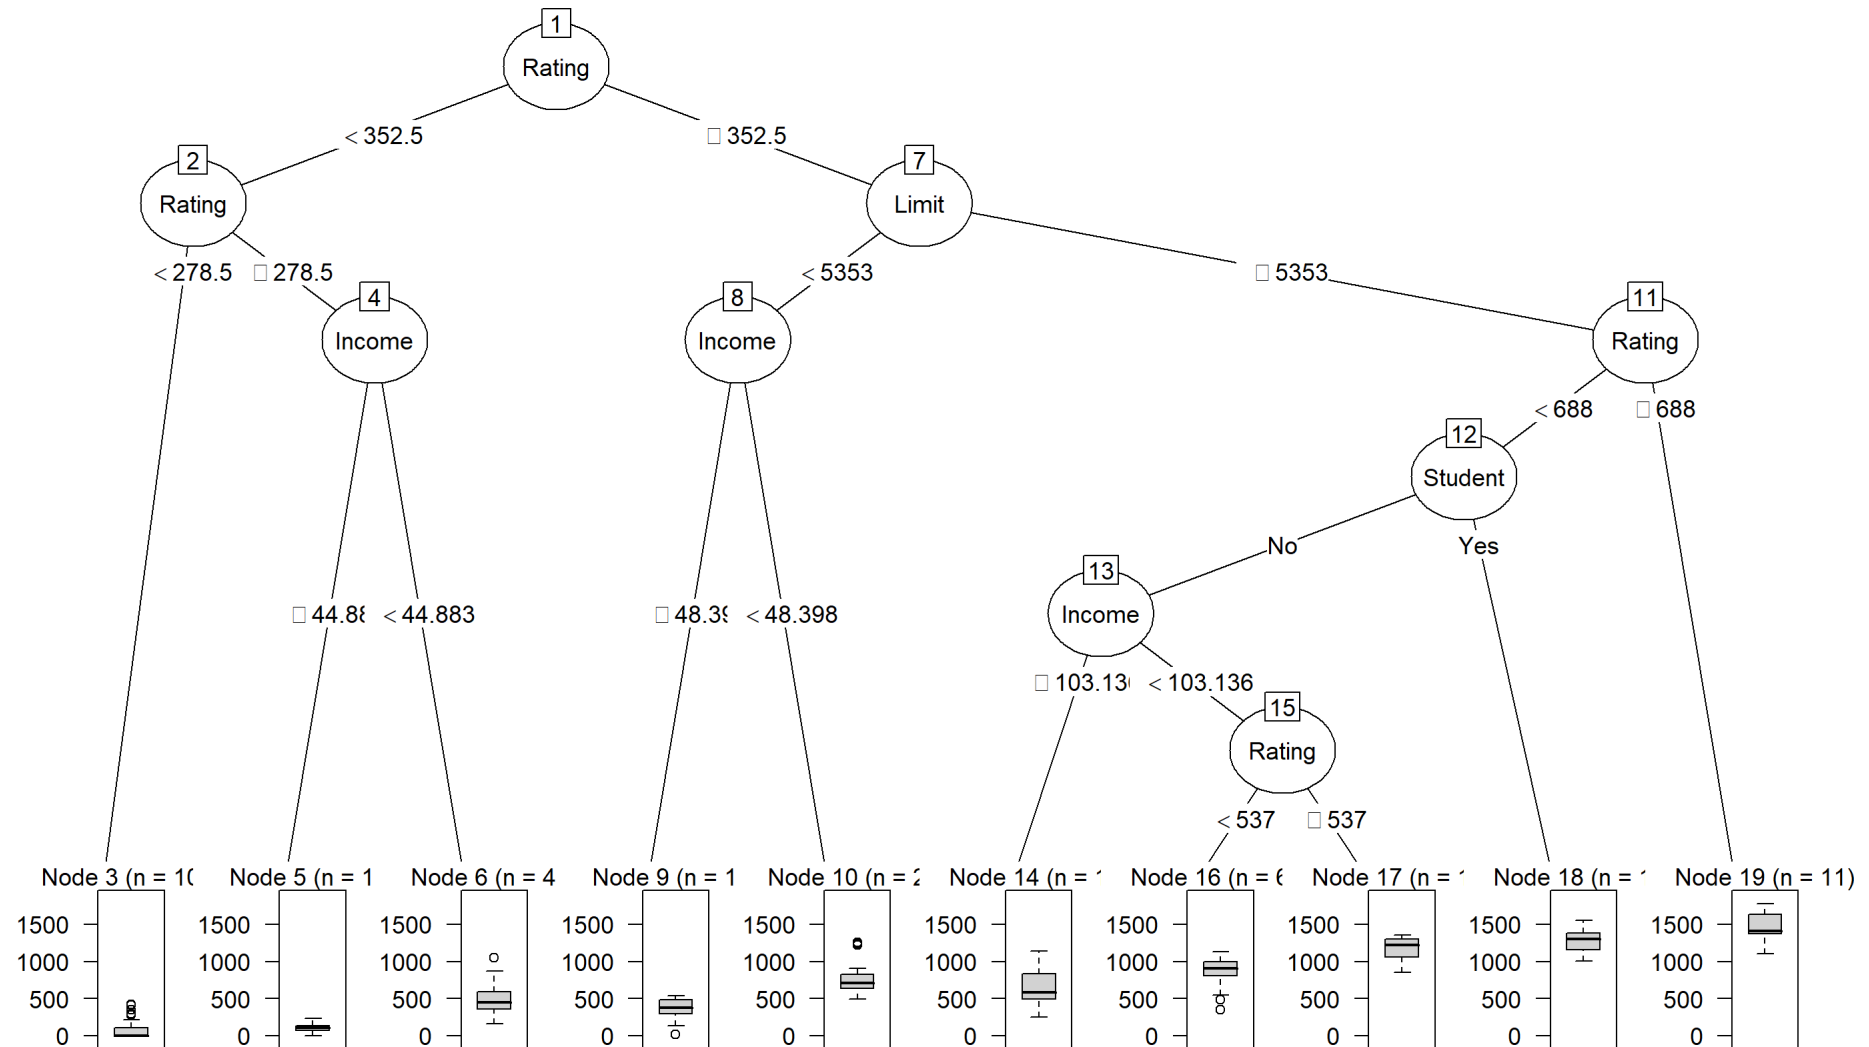 1
Rating
< 352.5
□ 352.5
2
Rating
7
Limit
< 278.5
□ 278.5
< 5353
□ 5353
4
Income
8
Income
11
Rating
< 688
□ 688
12
Student
No
Yes
13
Income
□ 44.88
< 44.883
□ 48.39
< 48.398
□ 103.13
< 103.136
15
Rating
< 537
□ 537
Node 3 (n = 10
Node 5 (n = 1
Node 6 (n = 4
Node 9 (n = 1
Node 10 (n = 2
Node 14 (n =
Node 16 (n = 6
Node 17 (n =
Node 18 (n =
Node 19 (n = 11)
1500 1500 1500 1500 1500 1500 1500 1500 1500 1500
1000 1000 1000 1000 1000 1000 1000 1000 1000 1000
500 500 500 500 500 500 500 500 500 500
0 0 0 0 0 0 0 0 0 0